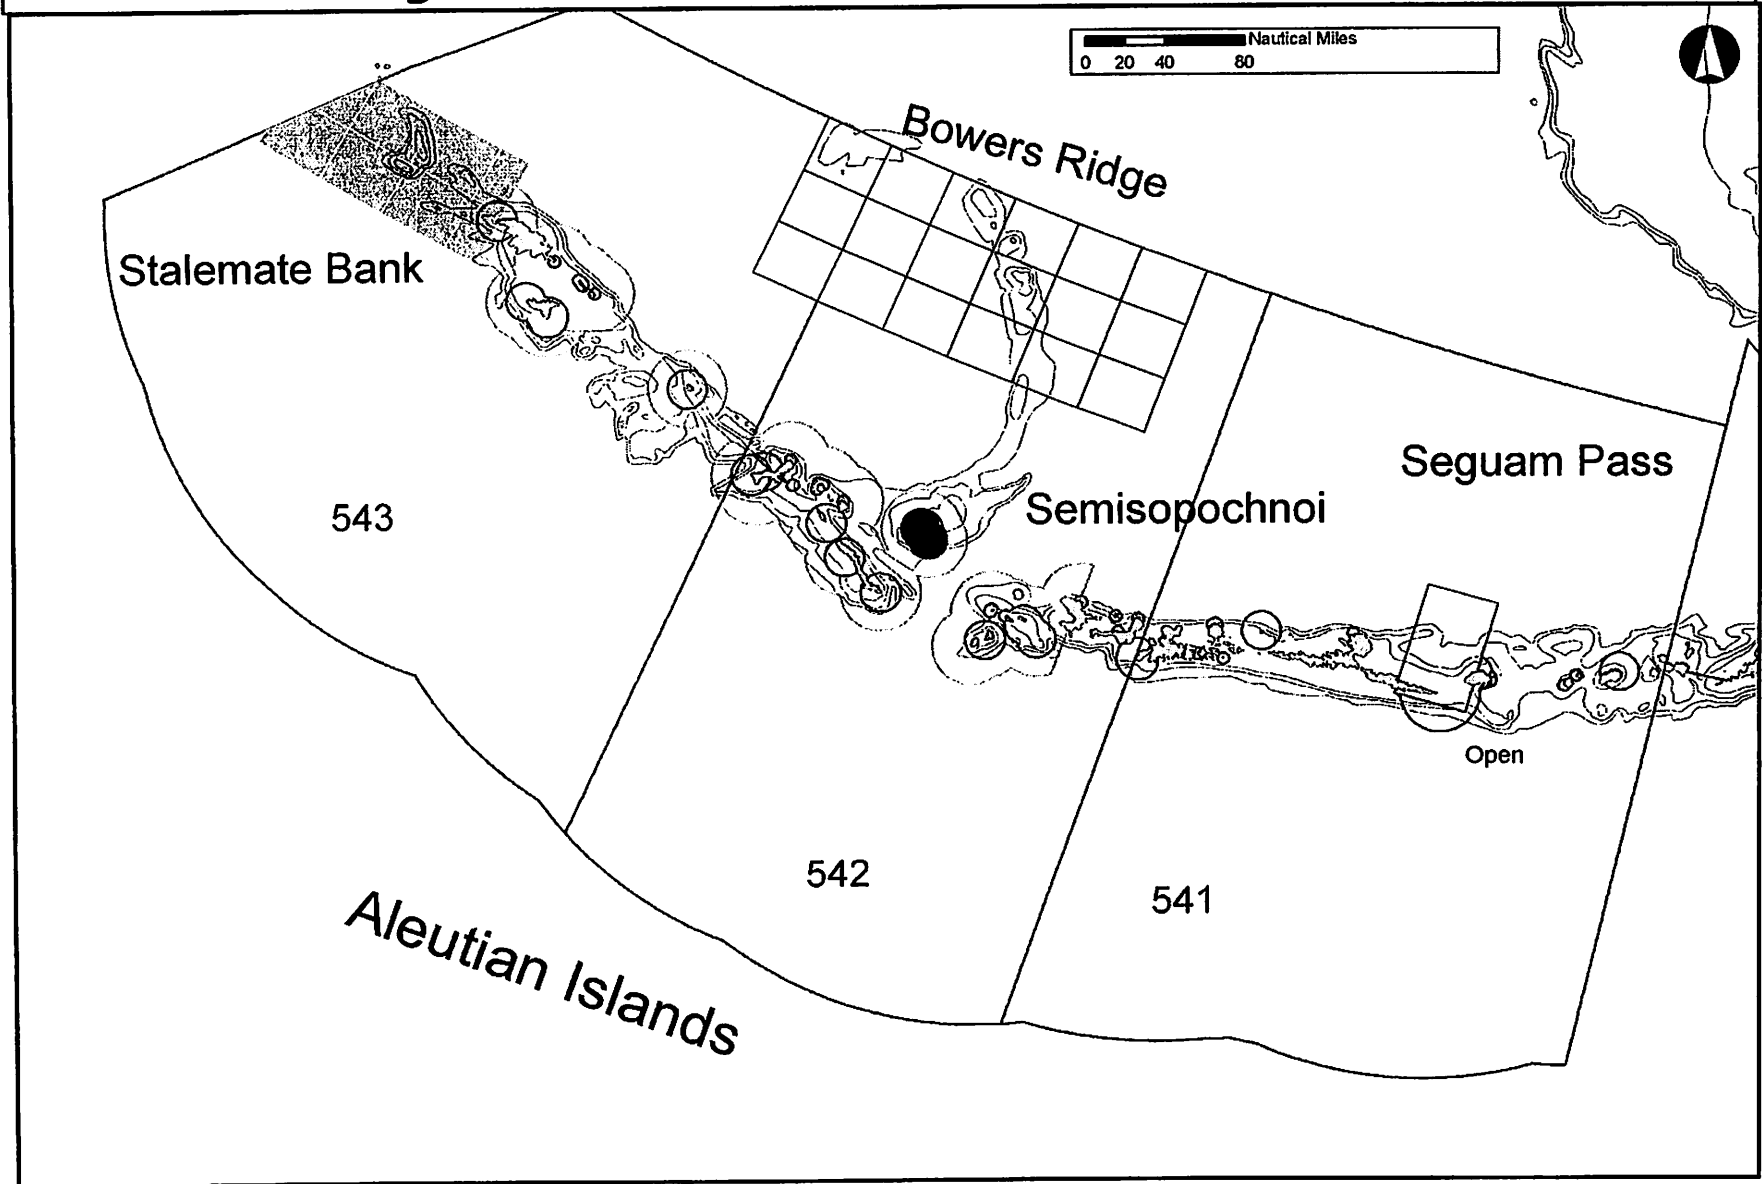 Nautical Miles
0 20 40 80
Bowers Ridge
Stalemate Bank
Seguam Pass
Semisopochnoi
543
Open
542
541
Aleutian Islands